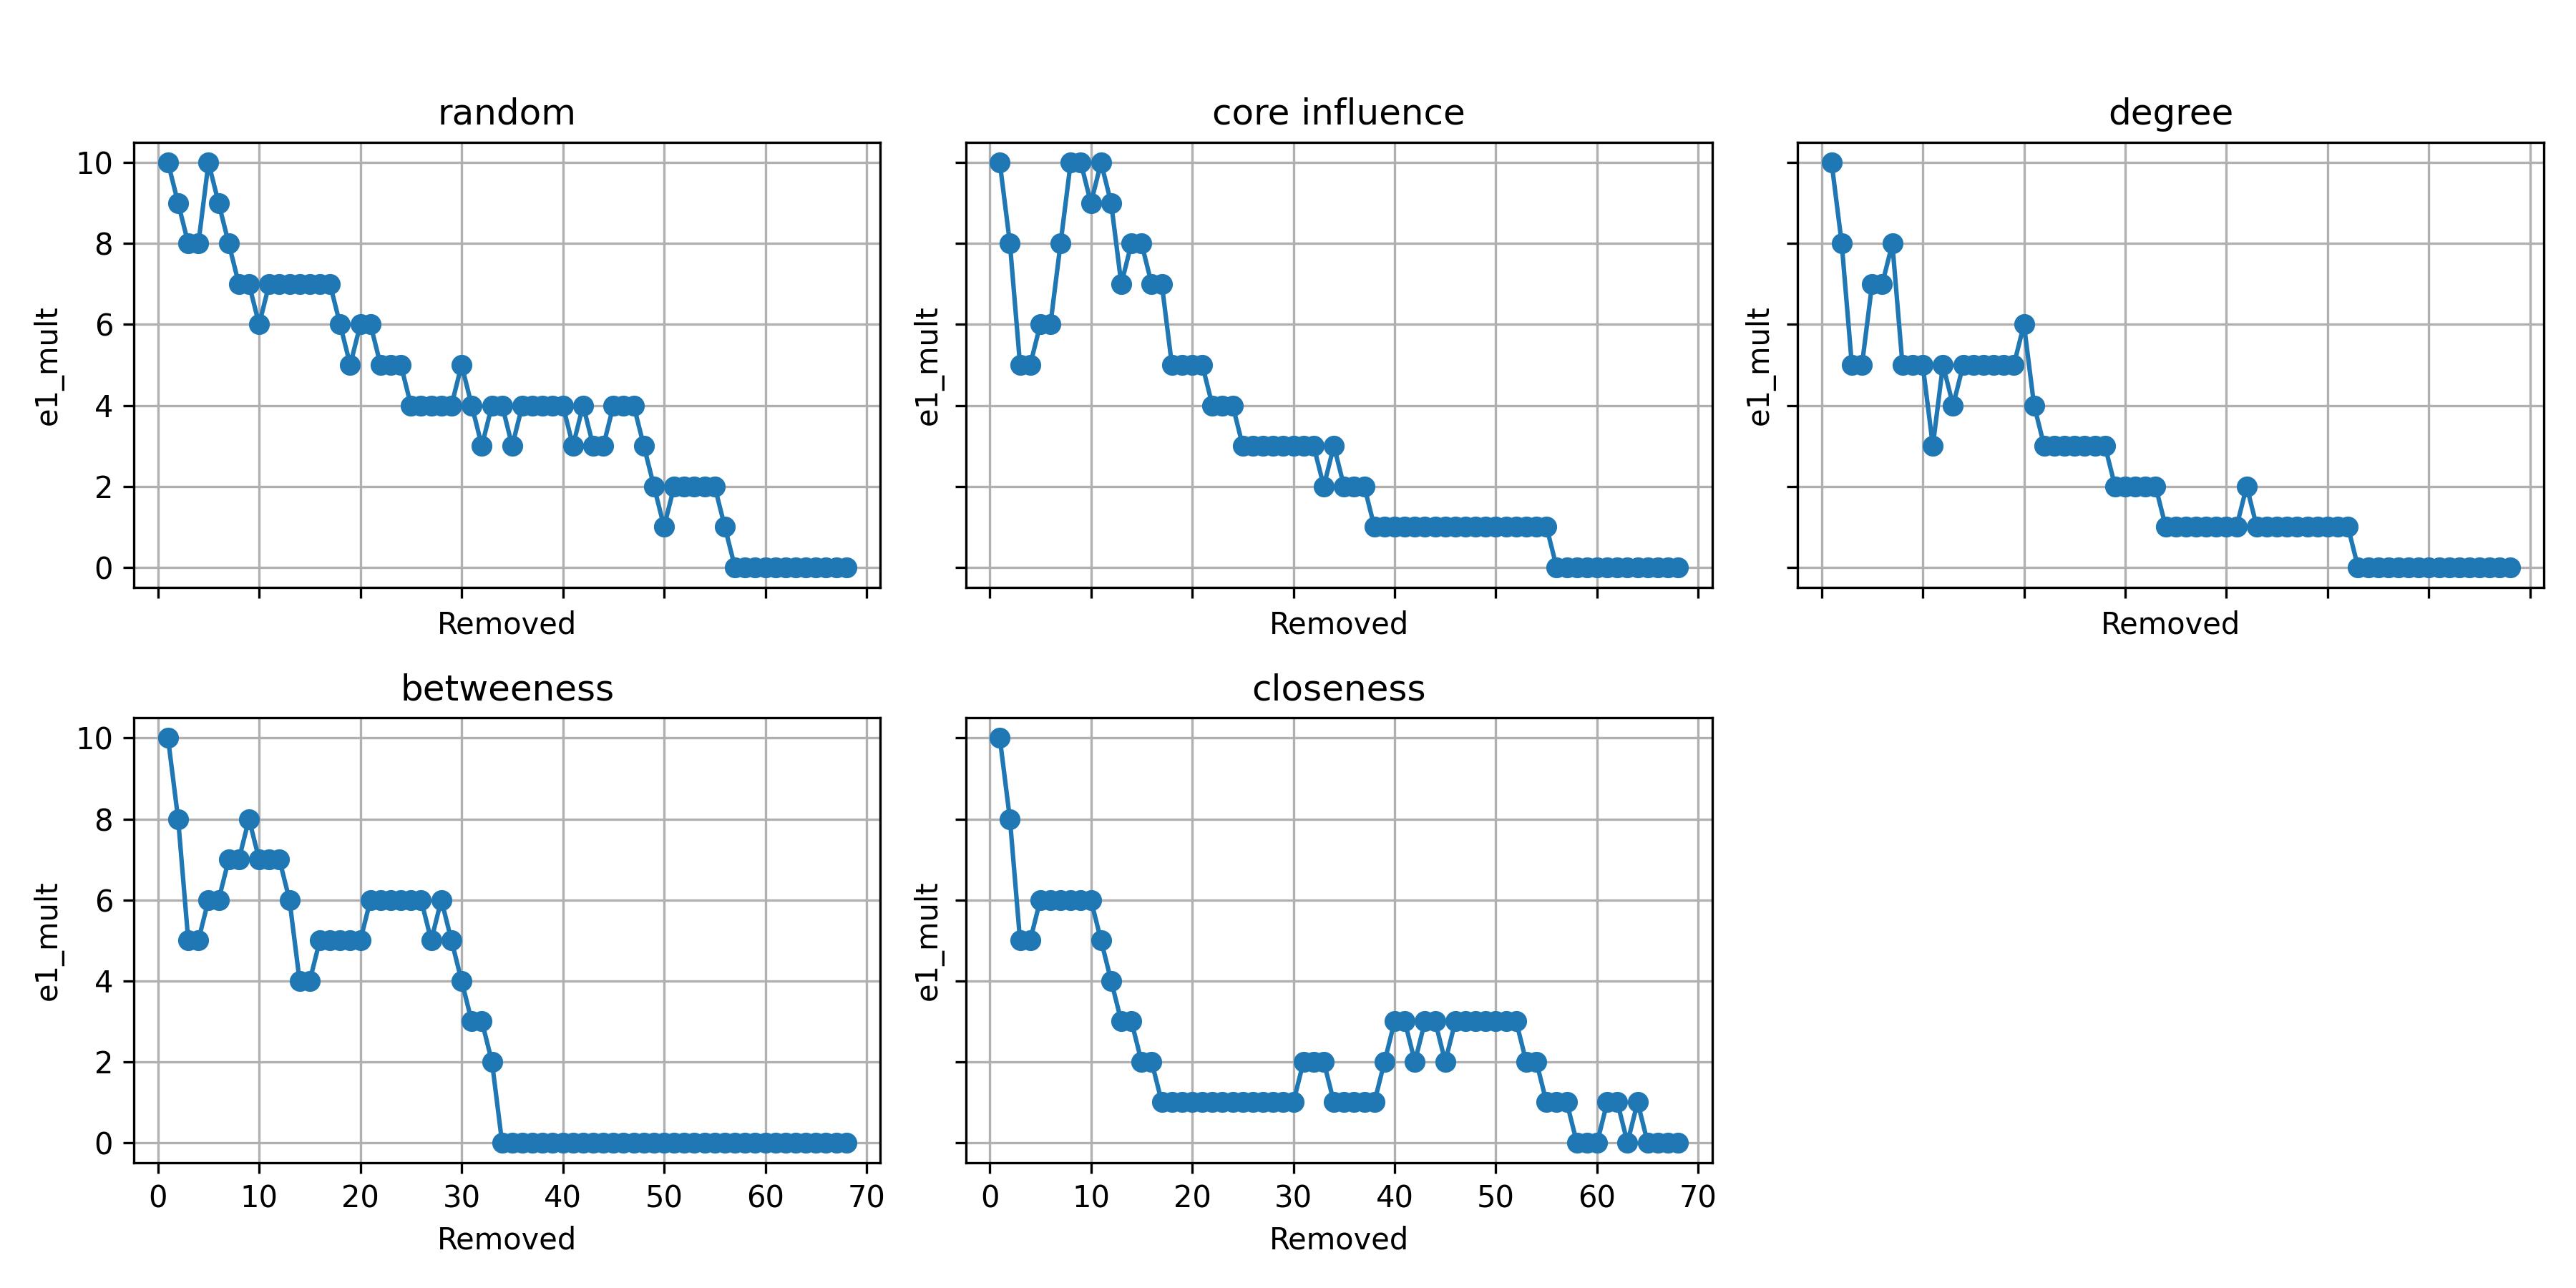 random
10
8
6
4
2
0
e1_mult
Removed
core influence
e1_mult
Removed
degree
e1_mult
Removed
betweeness
10
8
6
4
2
0
e1_mult
0 10 20 30 40 50 60 70
Removed
closeness
e1_mult
0 10 20 30 40 50 60 70
Removed